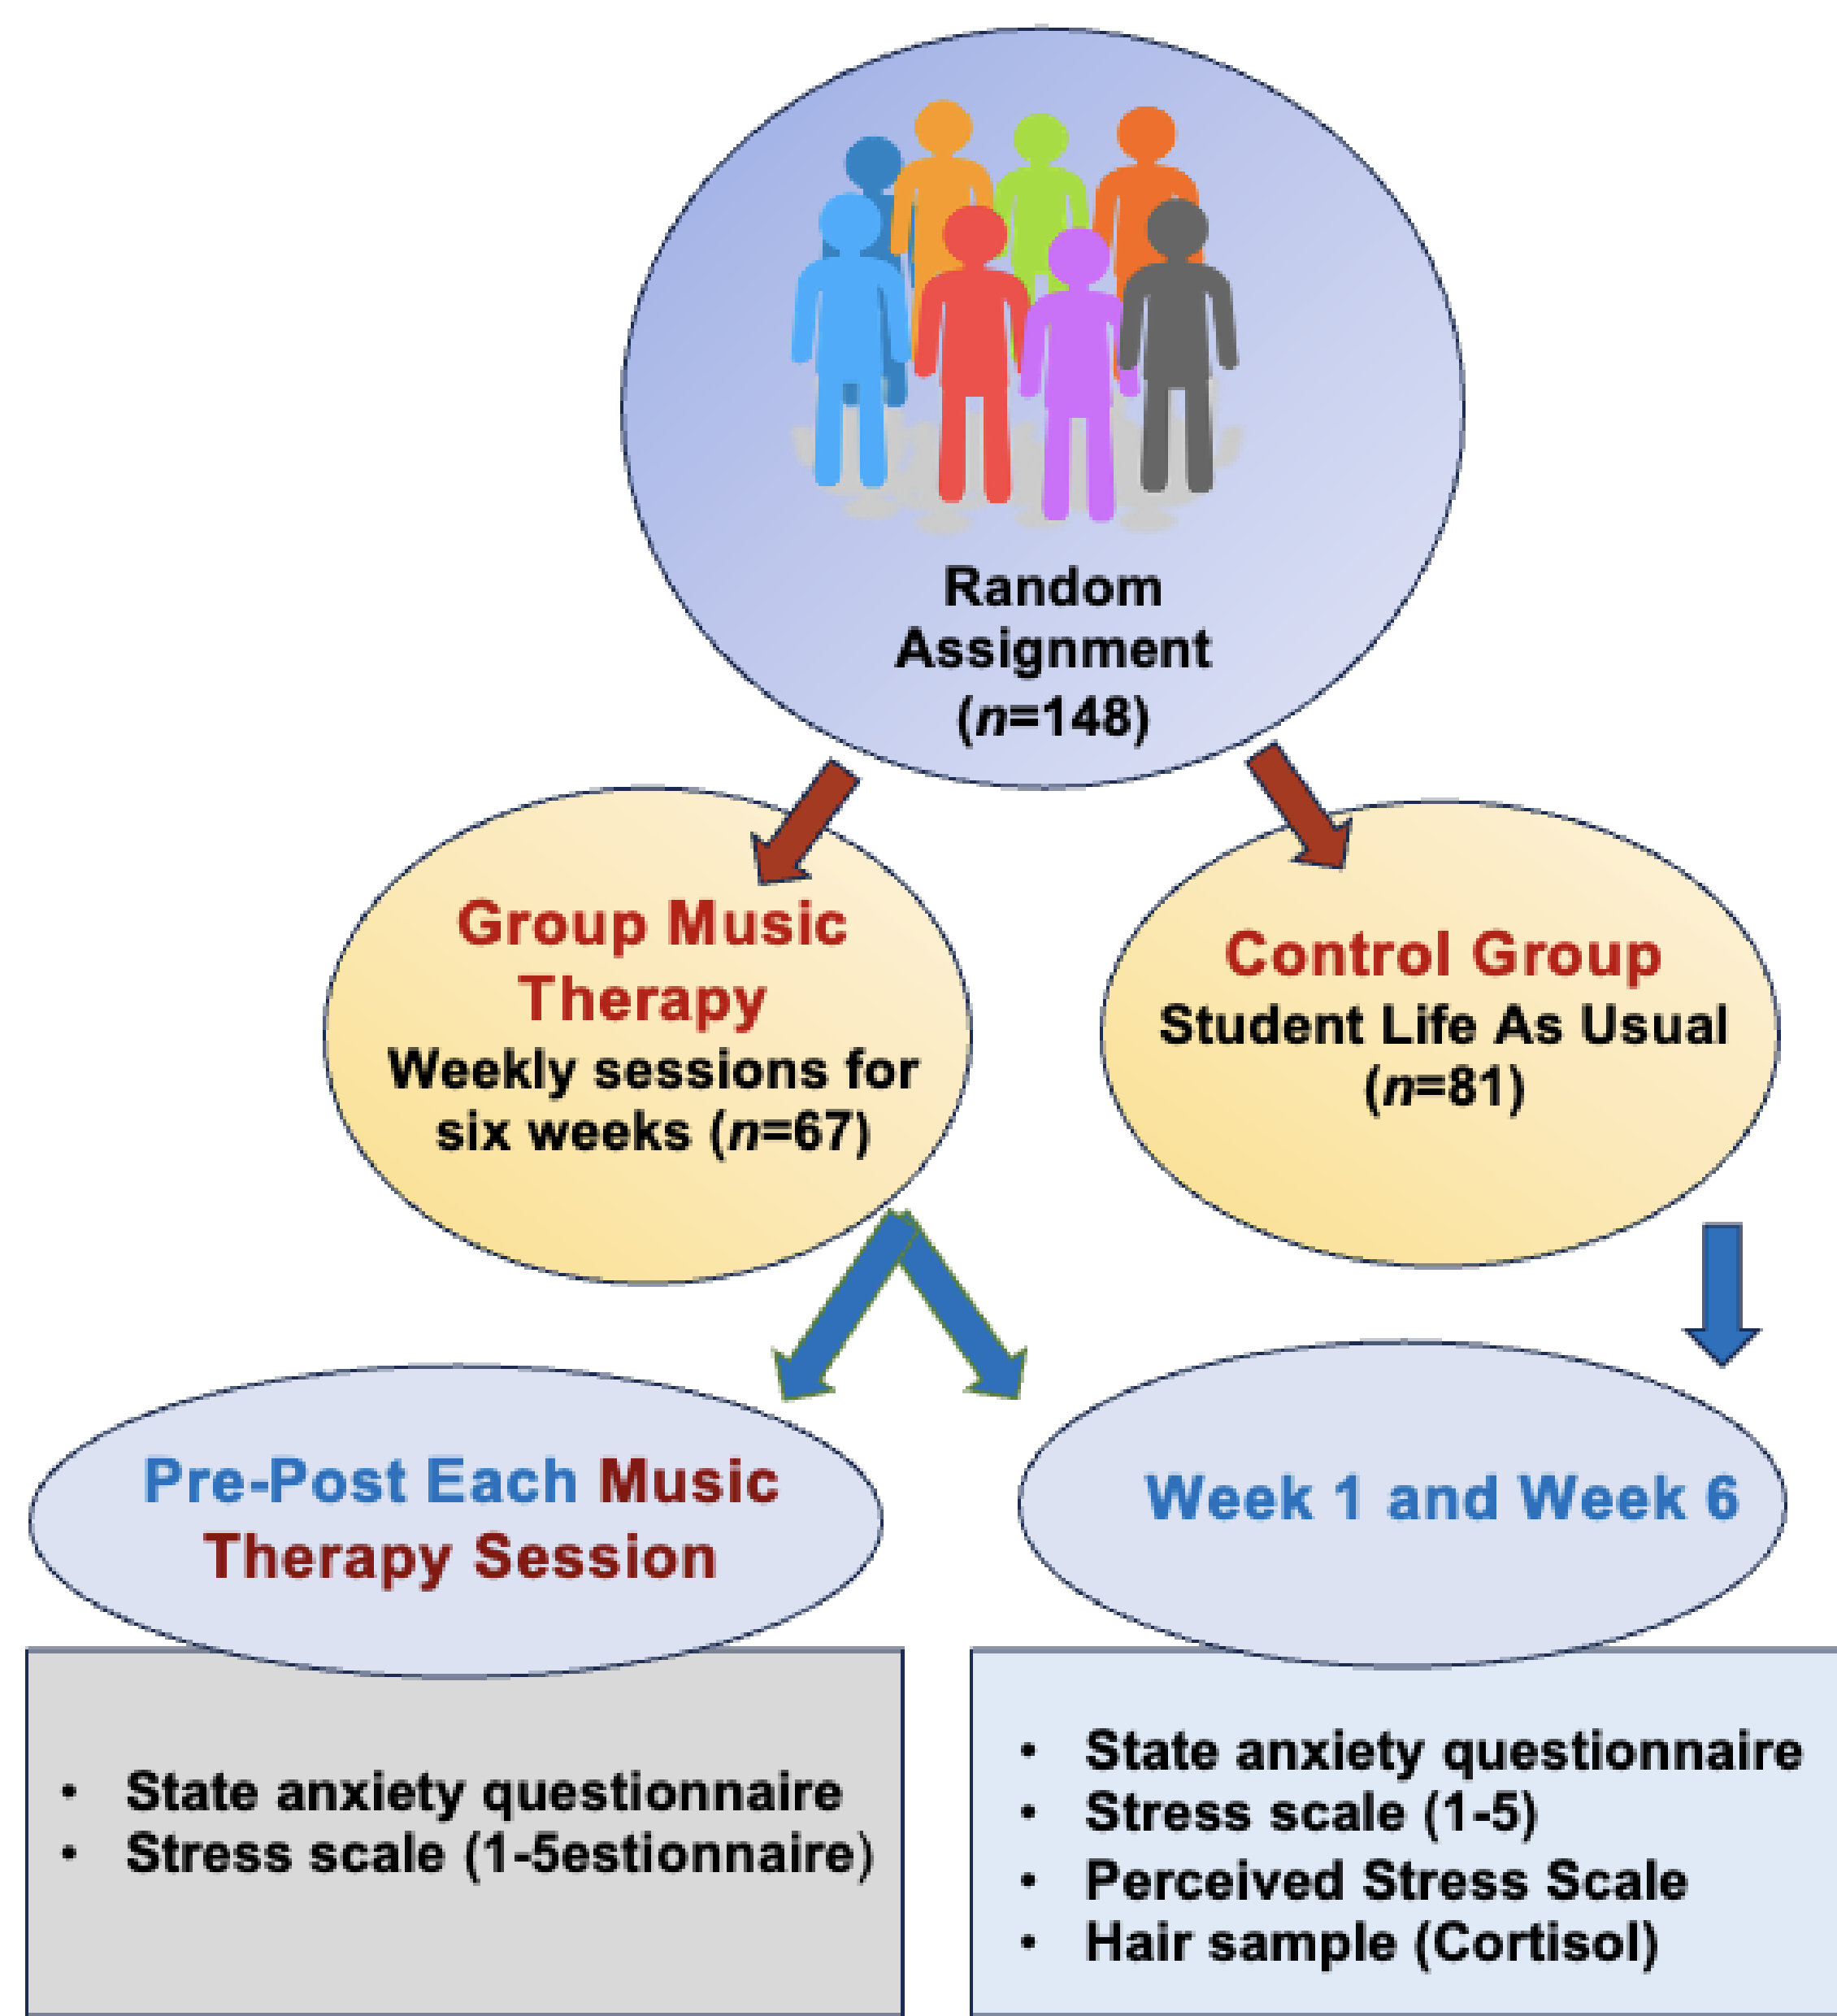 Random
Assignment
(n=148)
Group Music
Therapy
Weekly sessions for
six weeks (n=67)
Control Group
Student Life As Usual
(n=81)
Pre-Post Each Music
Therapy Session
Week 1 and Week 6
• State anxiety questionnaire
• Stress scale (1-5estionnaire)
• State anxiety questionnaire
• Stress scale (1-5)
• Perceived Stress Scale
• Hair sample (Cortisol)